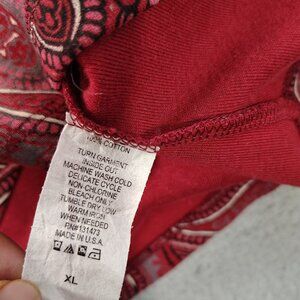 100% COTTON
TURN GARMENT
INSIDE OUT
MACHINE WASH COLD
DELICATE CYCLE
NON-CHLORINE
BLEACH ONLY
TUMBLE DRY LOW
WARM IRON
WHEN NEEDED
RN#131473
MADE IN U.S.A.
XL